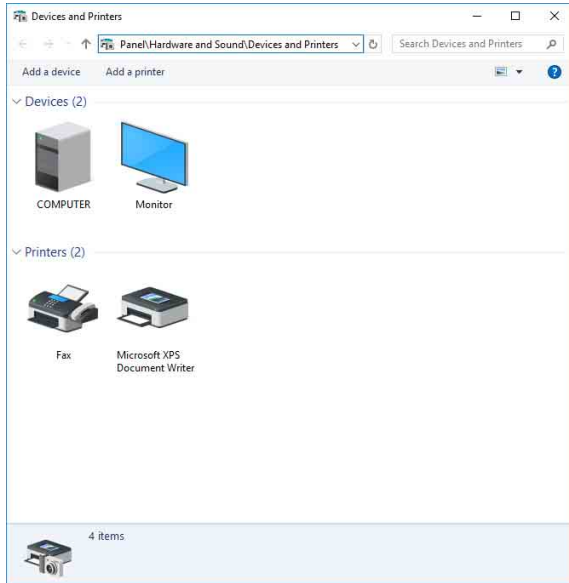 Devices and Printers
Panel\Hardware and Sound\Devices and Printers
Search Devices and Printers
Add a device
Add a printer
Devices (2)
COMPUTER
Monitor
Printers (2)
Fax
Microsoft XPS
Document Writer
4 items